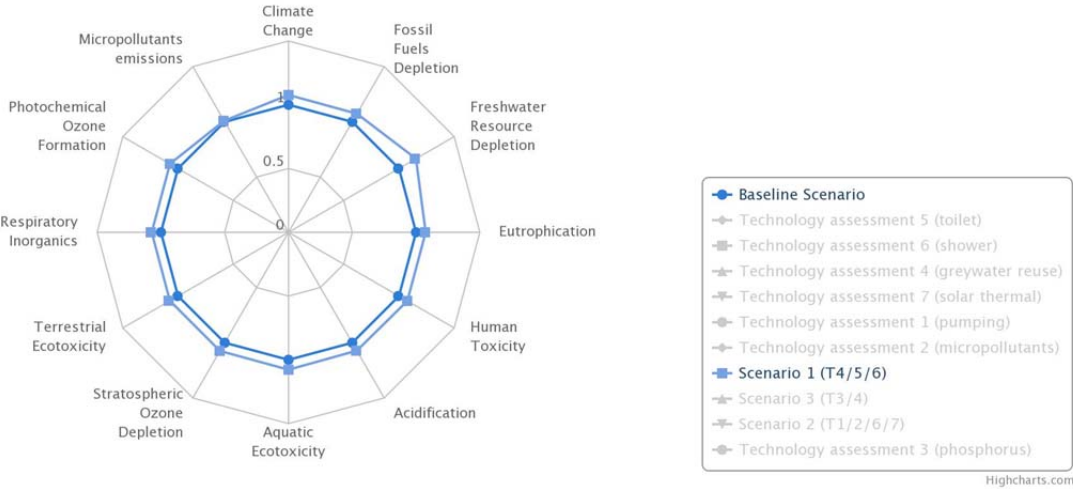 Climate
Change
Fossil
Fuels
Depletion
Freshwater
Resource
Depletion
Eutrophication
Human
Toxicity
Acidification
Aquatic
Ecotoxicity
Stratospheric
Ozone
Depletion
Terrestrial
Ecotoxicity
Respiratory
Inorganics
Photochemical
Ozone
Formation
Micropollutants
emissions
1
0.5
0
Baseline Scenario
Technology assessment 5 (toilet)
Technology assessment 6 (shower)
Technology assessment 4 (greywater reuse)
Technology assessment 7 (solar thermal)
Technology assessment 1 (pumping)
Technology assessment 2 (micropollutants)
Scenario 1 (T4/5/6)
Scenario 3 (T3/4)
Scenario 2 (T1/2/6/7)
Technology assessment 3 (phosphorus)
Highcharts.com